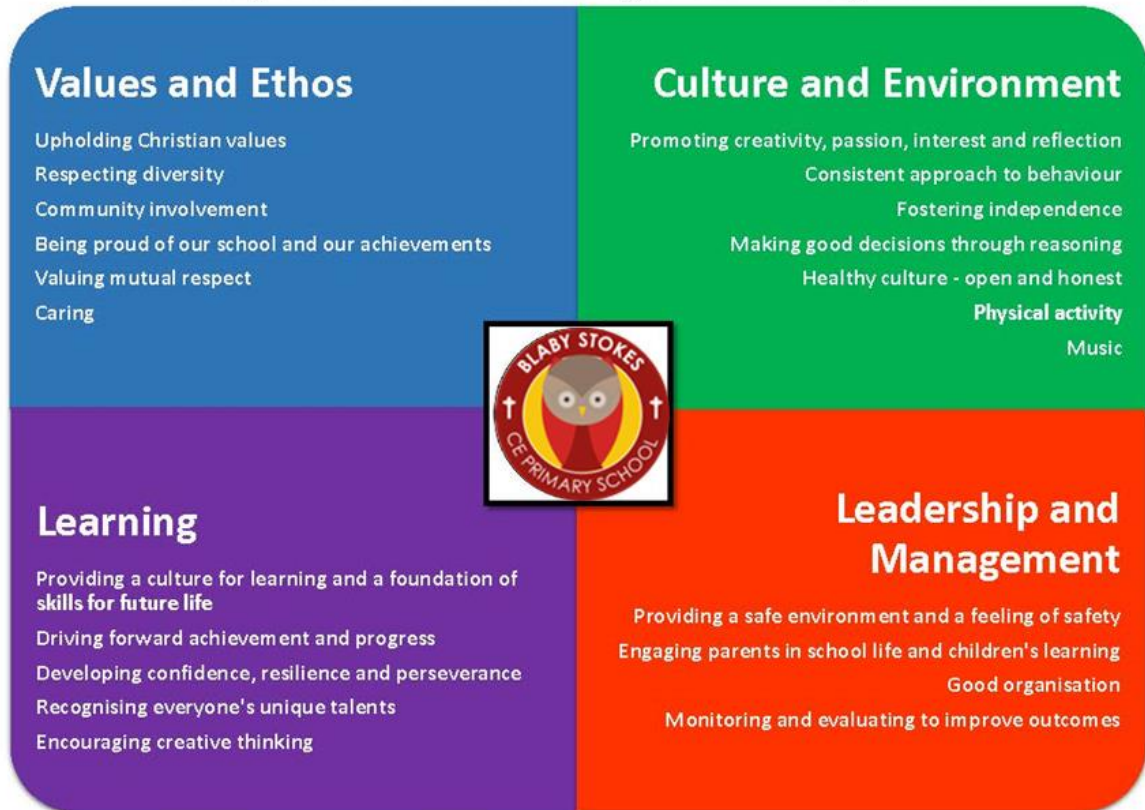 Values and Ethos
Upholding Christian values
Respecting diversity
Community involvement
Being proud of our school and our achievements
Valuing mutual respect
Caring
Culture and Environment
Promoting creativity, passion, interest and reflection
Consistent approach to behaviour
Fostering independence
Making good decisions through reasoning
Healthy culture - open and honest
Physical activity
Music
BLABY STOKES
CE PRIMARY SCHOOL
Learning
Providing a culture for learning and a foundation of
skills for future life
Driving forward achievement and progress
Developing confidence, resilience and perseverance
Recognising everyone's unique talents
Encouraging creative thinking
Leadership and
Management
Providing a safe environment and a feeling of safety
Engaging parents in school life and children's learning
Good organisation
Monitoring and evaluating to improve outcomes